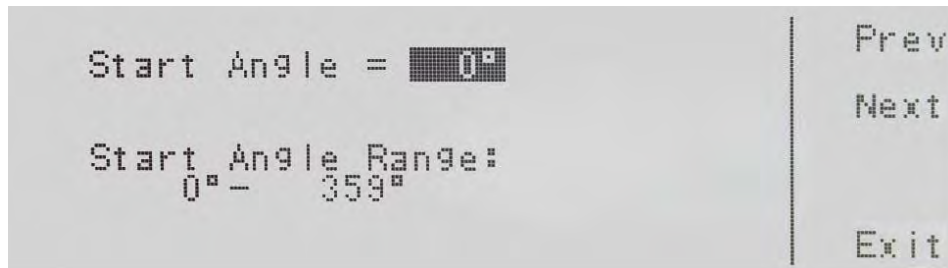 Start Angle = 0°
Start Angle Range:
0° – 359°
Prev
Next
Exit